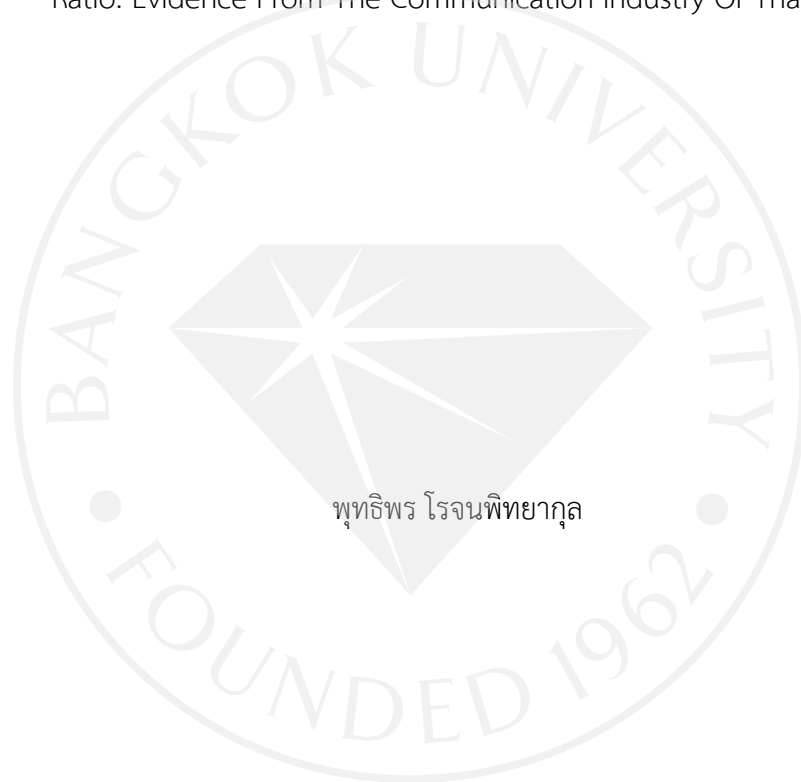 Ratio: Evidence From The Communication Industry Of Tha
BANGKOK UNIVERSITY
พุทธิพร โรจนพิทยากุล
FOUNDED 1962